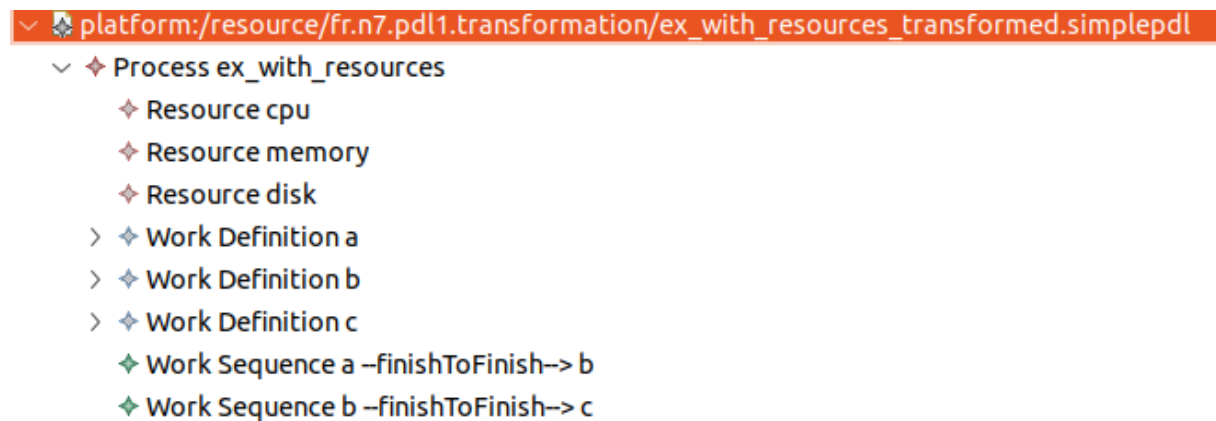 platform:/resource/fr.n7.pdl1.transformation/ex_with_resources_transformed.simplepdl
Process ex_with_resources
Resource cpu
Resource memory
Resource disk
Work Definition a
Work Definition b
Work Definition c
Work Sequence a --finishToFinish--> b
Work Sequence b --finishToFinish--> c